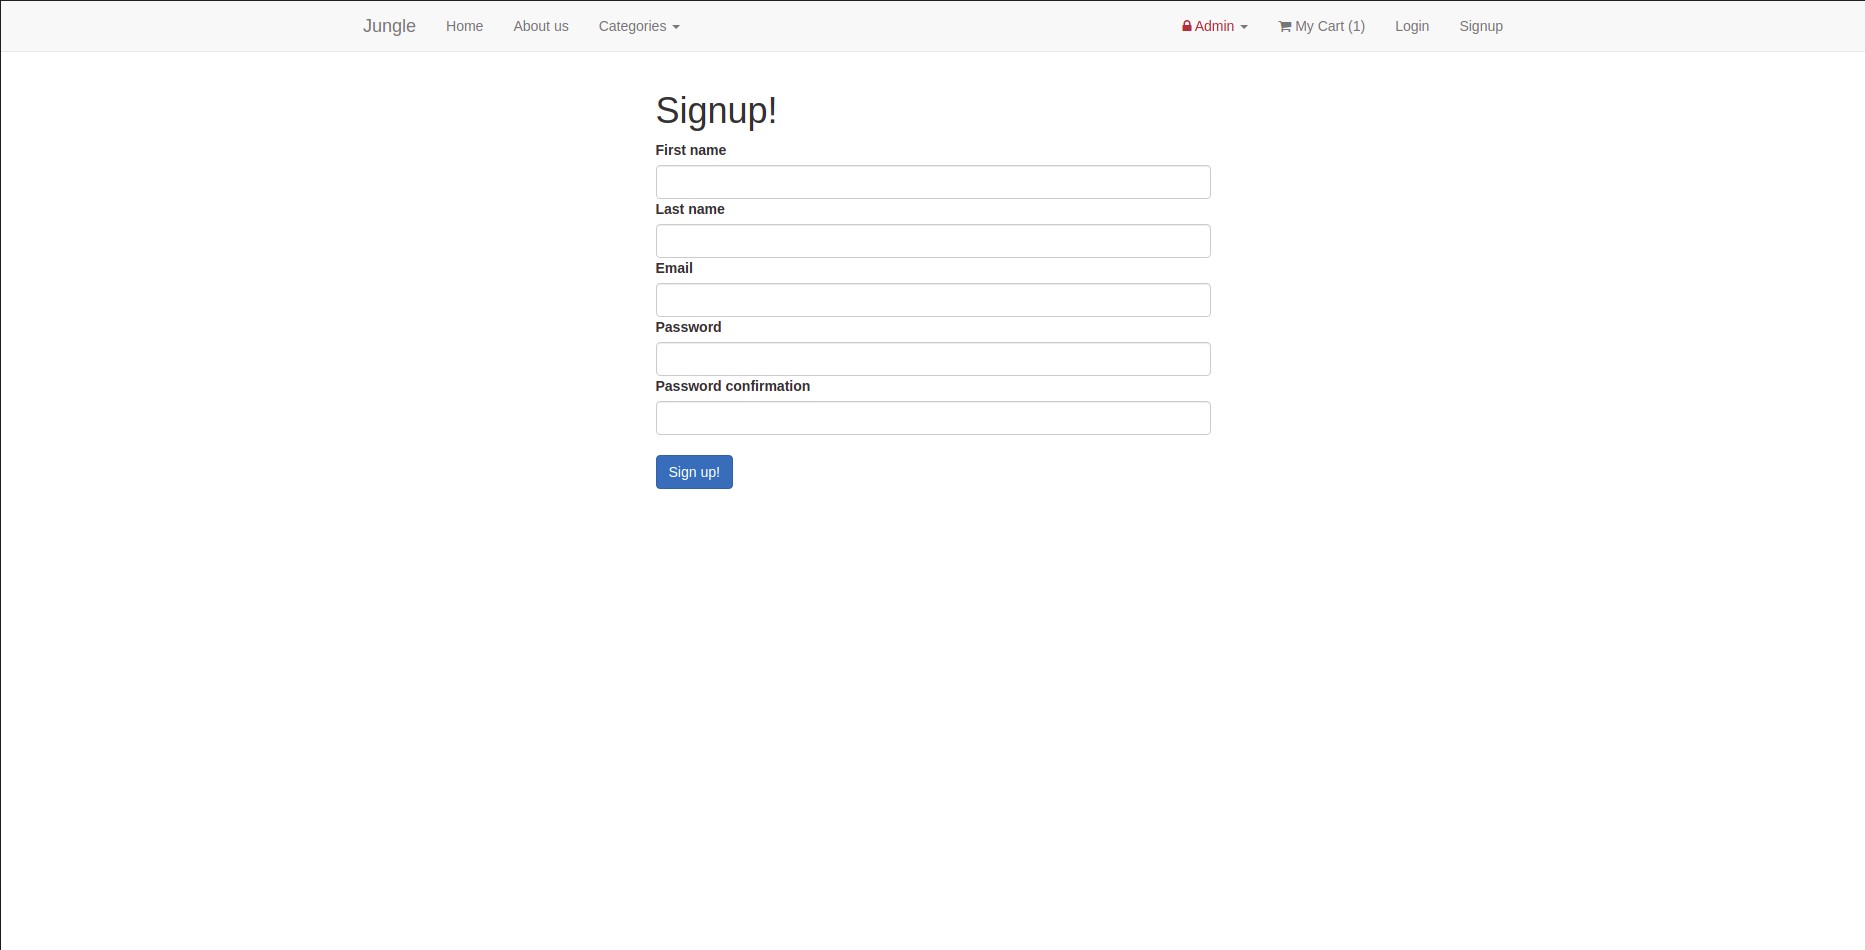 Jungle Home About us Categories Admin My Cart (1) Login Signup
Signup!
First name
Last name
Email
Password
Password confirmation
Sign up!